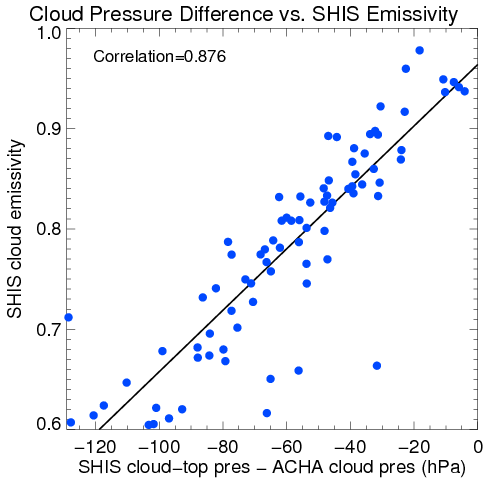 Cloud Pressure Difference vs. SHIS Emissivity
1.0
Correlation=0.876
0.9
0.8
0.7
0.6
SHIS cloud emissivity
−120 −100 −80 −60 −40 −20 0
SHIS cloud−top pres − ACHA cloud pres (hPa)